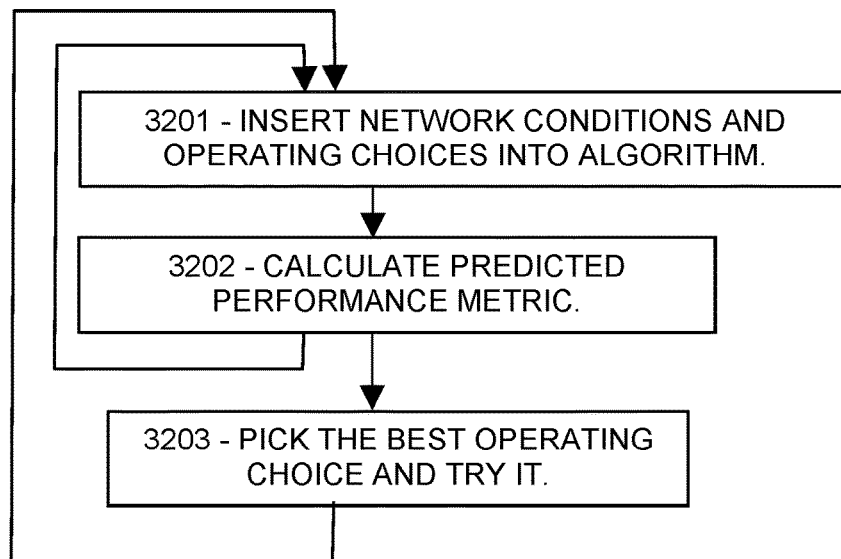 3201 - INSERT NETWORK CONDITIONS AND
OPERATING CHOICES INTO ALGORITHM.
3202 - CALCULATE PREDICTED
PERFORMANCE METRIC.
3203 - PICK THE BEST OPERATING
CHOICE AND TRY IT.